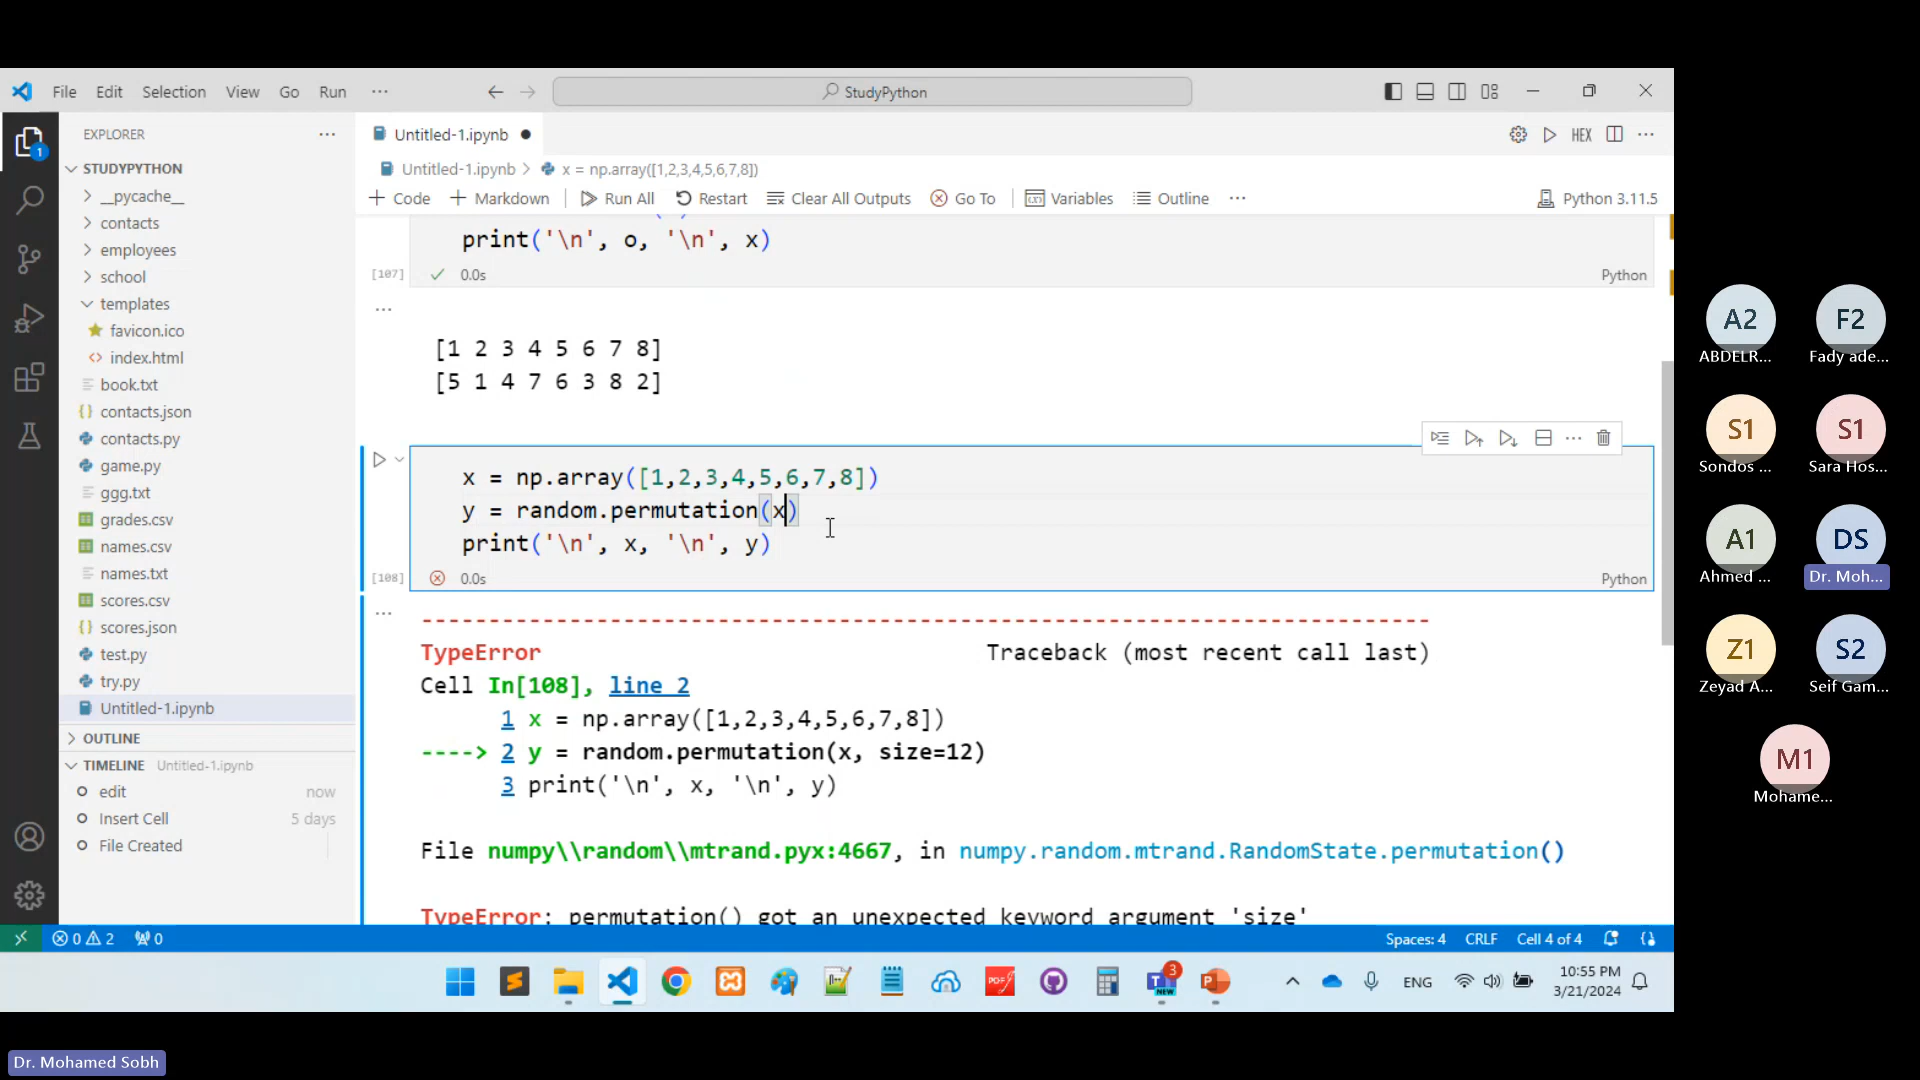 File Edit Selection View Go Run ··· StudyPython
EXPLORER ···
STUDYPYTHON
__pycache__
contacts
employees
school
templates
favicon.ico
index.html
book.txt
contacts.json
contacts.py
game.py
ggg.txt
grades.csv
names.csv
names.txt
scores.csv
scores.json
test.py
try.py
Untitled-1.ipynb
OUTLINE
TIMELINE Untitled-1.ipynb
edit now
Insert Cell 5 days
File Created
Untitled-1.ipynb HEX
Untitled-1.ipynb > x = np.array([1,2,3,4,5,6,7,8])
+ Code + Markdown Run All Restart Clear All Outputs Go To Variables Outline ··· Python 3.11.5
print('\n', o, '\n', x)
[107] 0.0s Python
[1 2 3 4 5 6 7 8]
[5 1 4 7 6 3 8 2]
x = np.array([1,2,3,4,5,6,7,8])
y = random.permutation(x)
print('\n', x, '\n', y)
[108] 0.0s Python
---------------------------------------------------------------------------
TypeError Traceback (most recent call last)
Cell In[108], line 2
1 x = np.array([1,2,3,4,5,6,7,8])
----> 2 y = random.permutation(x, size=12)
3 print('\n', x, '\n', y)
File numpy\\random\\mtrand.pyx:4667, in numpy.random.mtrand.RandomState.permutation()
TypeError: permutation() got an unexpected keyword argument 'size'
0 2 0 Spaces: 4 CRLF Cell 4 of 4
ENG 10:55 PM
3/21/2024
A2 F2
ABDELR... Fady ade...
S1 S1
Sondos ... Sara Hos...
A1 DS
Ahmed ... Dr. Moh...
Z1 S2
Zeyad A... Seif Gam...
M1
Mohame...
Dr. Mohamed Sobh